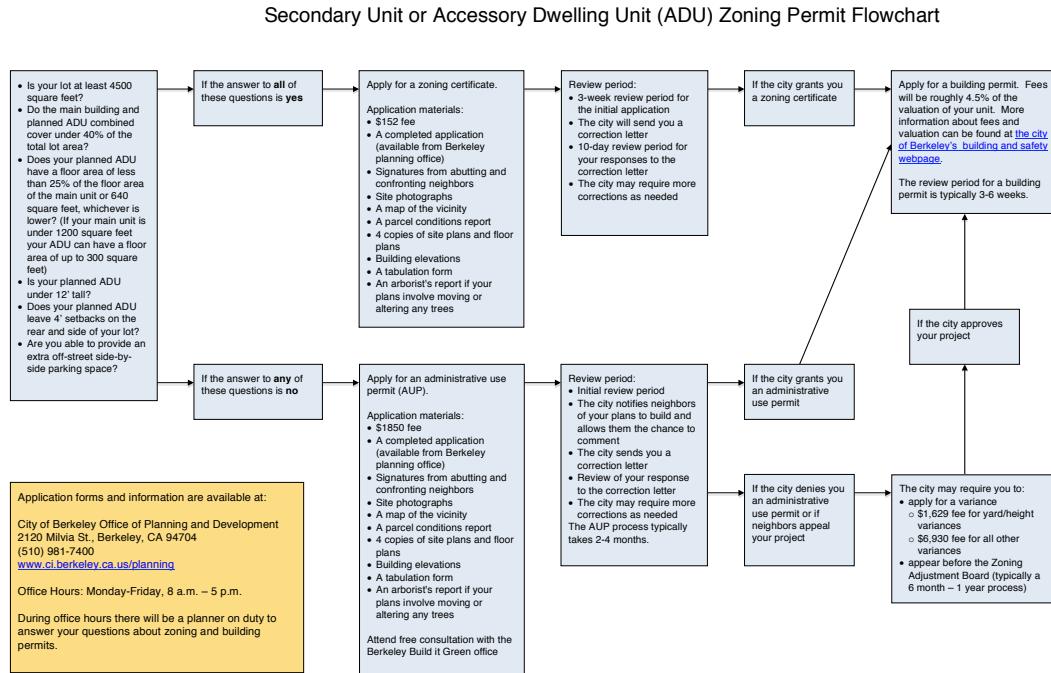 Secondary Unit or Accessory Dwelling Unit (ADU) Zoning Permit Flowchart
• Is your lot at least 4500
square feet?
• Do the main building and
planned ADU combined
cover under 40% of the
total lot area?
• Does your planned ADU
have a floor area of less
than 25% of the floor area
of the main unit or 640
square feet, whichever is
lower? (If your main unit is
under 1200 square feet
your ADU can have a floor
area of up to 300 square
feet)
• Is your planned ADU
under 12' tall?
• Does your planned ADU
leave 4' setbacks on the
rear and side of your lot?
• Are you able to provide an
extra off-street side-by-
side parking space?
If the answer to all of
these questions is yes
Apply for a zoning certificate.
Application materials:
• $152 fee
• A completed application
(available from Berkeley
planning office)
• Signatures from abutting and
confronting neighbors
• Site photographs
• A map of the vicinity
• A parcel conditions report
• 4 copies of site plans and floor
plans
• Building elevations
• A tabulation form
• An arborist's report if your
plans involve moving or
altering any trees
Review period:
• 3-week review period for
the initial application
• The city will send you a
correction letter
• 10-day review period for
your responses to the
correction letter
• The city may require more
corrections as needed
If the city grants you
a zoning certificate
Apply for a building permit. Fees
will be roughly 4.5% of the
valuation of your unit. More
information about fees and
valuation can be found at the city
of Berkeley's building and safety
webpage.
The review period for a building
permit is typically 3-6 weeks.
If the city approves
your project
If the answer to any of
these questions is no
Apply for an administrative use
permit (AUP).
Application materials:
• $1850 fee
• A completed application
(available from Berkeley
planning office)
• Signatures from abutting and
confronting neighbors
• Site photographs
• A map of the vicinity
• A parcel conditions report
• 4 copies of site plans and floor
plans
• Building elevations
• A tabulation form
• An arborist's report if your
plans involve moving or
altering any trees
Attend free consultation with the
Berkeley Build it Green office
Review period:
• Initial review period
• The city notifies neighbors
of your plans to build and
allows them the chance to
comment
• The city sends you a
correction letter
• Review of your response
to the correction letter
• The city may require more
corrections as needed
The AUP process typically
takes 2-4 months.
If the city grants you
an administrative
use permit
If the city denies you
an administrative
use permit or if
neighbors appeal
your project
The city may require you to:
• apply for a variance
o $1,629 fee for yard/height
variances
o $6,930 fee for all other
variances
• appear before the Zoning
Adjustment Board (typically a
6 month – 1 year process)
Application forms and information are available at:
City of Berkeley Office of Planning and Development
2120 Milvia St., Berkeley, CA 94704
(510) 981-7400
www.ci.berkeley.ca.us/planning
Office Hours: Monday-Friday, 8 a.m. – 5 p.m.
During office hours there will be a planner on duty to
answer your questions about zoning and building
permits.